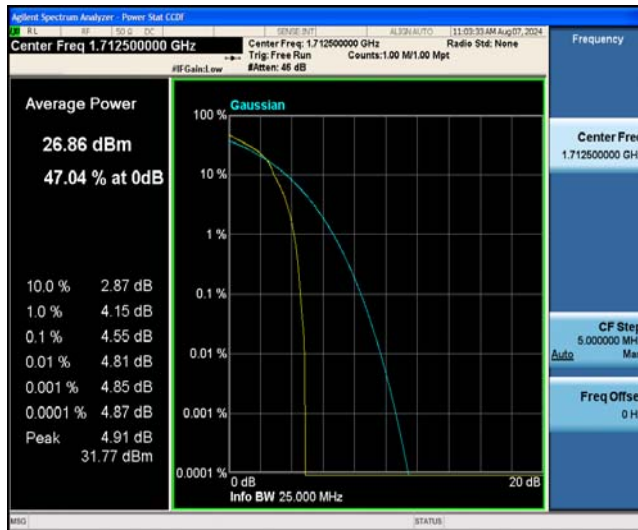 Agilent Spectrum Analyzer - Power Stat CCDF
RL RF 50 Ω DC SENSE:INT ALIGN AUTO 11:03:33 AM Aug 07, 2024
Center Freq 1.712500000 GHz
Center Freq: 1.712500000 GHz Radio Std: None
Trig: Free Run Counts:1.00 M/1.00 Mpt
#IFGain:Low #Atten: 46 dB
Frequency
Average Power
26.86 dBm
47.04 % at 0dB
10.0 % 2.87 dB
1.0 % 4.15 dB
0.1 % 4.55 dB
0.01 % 4.81 dB
0.001 % 4.85 dB
0.0001 % 4.87 dB
Peak 4.91 dB
31.77 dBm
Gaussian
100 %
10 %
1 %
0.1 %
0.01 %
0.001 %
0.0001 %
0 dB 20 dB
Info BW 25.000 MHz
Center Fre
1.712500000 GH
CF Step
5.000000 MH
Auto Ma
Freq Offse
0 H
MSG STATUS